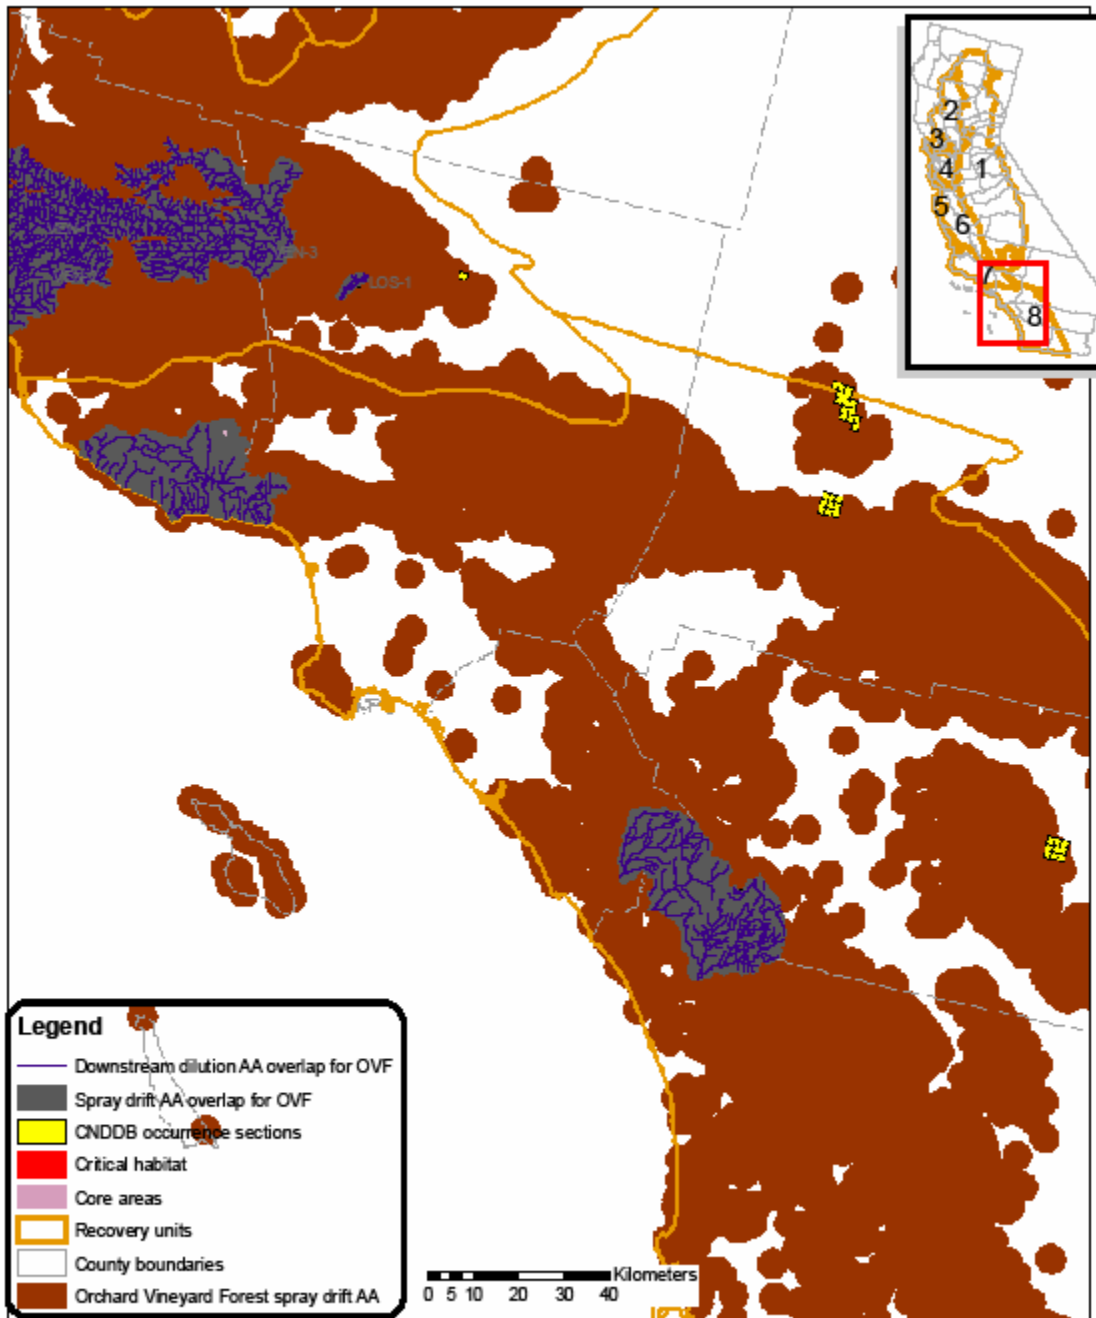 2
3
4
1
5
6
7
8
LOS-1
Legend
Downstream dilution AA overlap for OVF
Spray drift AA overlap for OVF
CNDDB occurrence sections
Critical habitat
Core areas
Recovery units
County boundaries
Orchard Vineyard Forest spray drift AA
Kilometers
0 5 10 20 30 40